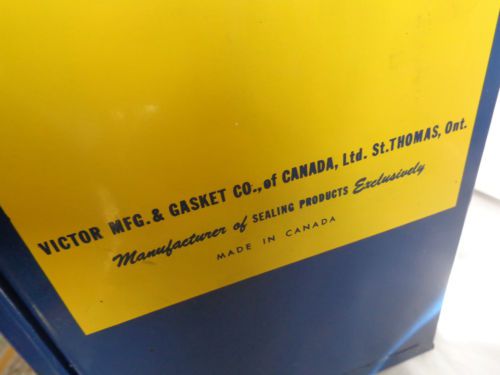 VICTOR MFG. & GASKET CO., of CANADA, Ltd. St. THOMAS, Ont.
Manufacturer of SEALING PRODUCTS Exclusively
MADE IN CANADA